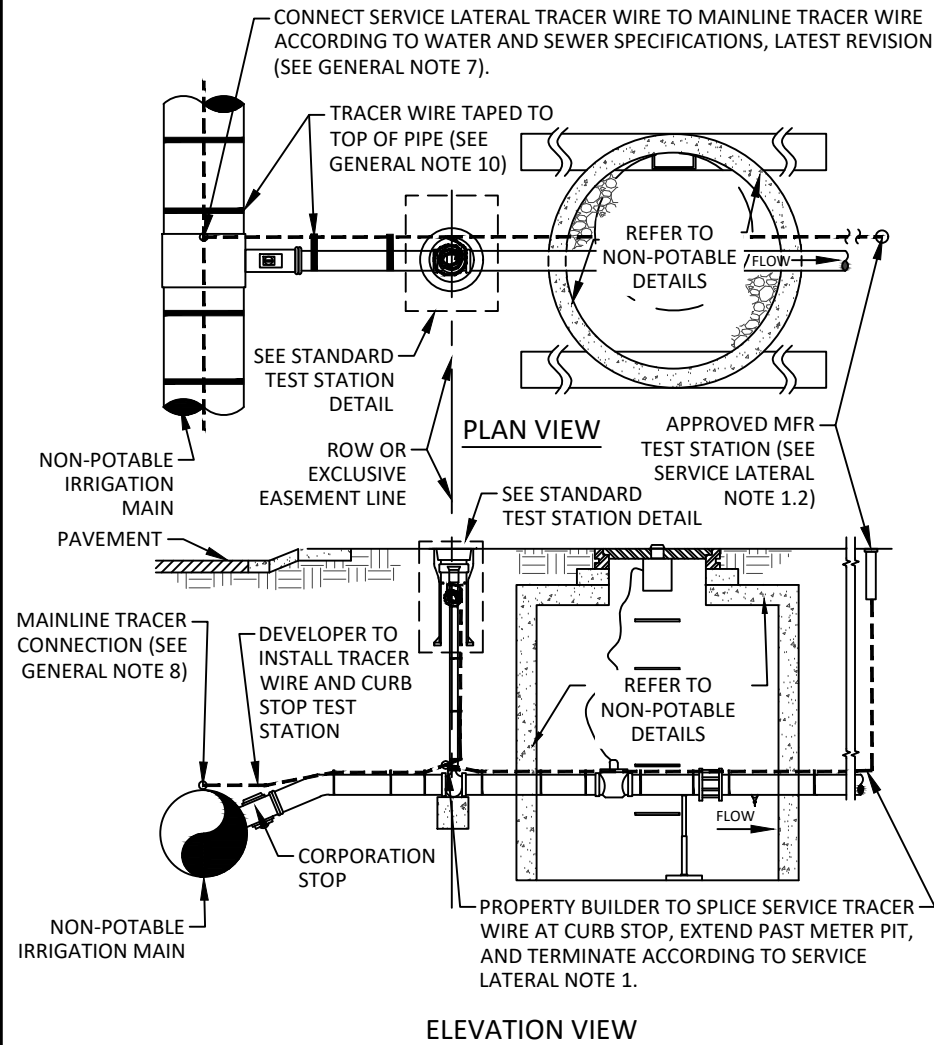 CONNECT SERVICE LATERAL TRACER WIRE TO MAINLINE TRACER WIRE
ACCORDING TO WATER AND SEWER SPECIFICATIONS, LATEST REVISION
(SEE GENERAL NOTE 7).
TRACER WIRE TAPED TO
TOP OF PIPE (SEE
GENERAL NOTE 10)
REFER TO
NON-POTABLE
DETAILS
FLOW
SEE STANDARD
TEST STATION
DETAIL
PLAN VIEW
ROW OR
EXCLUSIVE
EASEMENT LINE
APPROVED MFR
TEST STATION (SEE
SERVICE LATERAL
NOTE 1.2)
NON-POTABLE
IRRIGATION
MAIN
SEE STANDARD
TEST STATION DETAIL
PAVEMENT
MAINLINE TRACER
CONNECTION (SEE
GENERAL NOTE 8)
DEVELOPER TO
INSTALL TRACER
WIRE AND CURB
STOP TEST
STATION
REFER TO
NON-POTABLE
DETAILS
FLOW
CORPORATION
STOP
NON-POTABLE
IRRIGATION MAIN
PROPERTY BUILDER TO SPLICE SERVICE TRACER
WIRE AT CURB STOP, EXTEND PAST METER PIT,
AND TERMINATE ACCORDING TO SERVICE
LATERAL NOTE 1.
ELEVATION VIEW